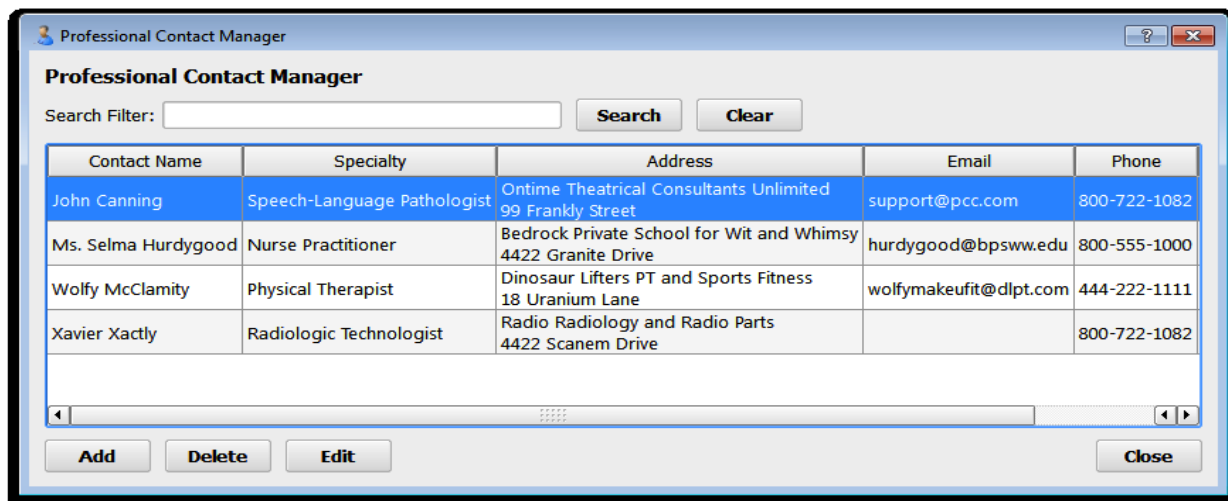 Professional Contact Manager
?
Professional Contact Manager
Search Filter: Search Clear
Contact Name Specialty Address Email Phone
John Canning Speech-Language Pathologist Ontime Theatrical Consultants Unlimited support@pcc.com 800-722-1082
99 Frankly Street
Ms. Selma Hurdygood Nurse Practitioner Bedrock Private School for Wit and Whimsy hurdygood@bpsww.edu 800-555-1000
4422 Granite Drive
Wolfy McClamity Physical Therapist Dinosaur Lifters PT and Sports Fitness wolfymakeufit@dlpt.com 444-222-1111
18 Uranium Lane
Xavier Xactly Radiologic Technologist Radio Radiology and Radio Parts 800-722-1082
4422 Scanem Drive
Add Delete Edit Close